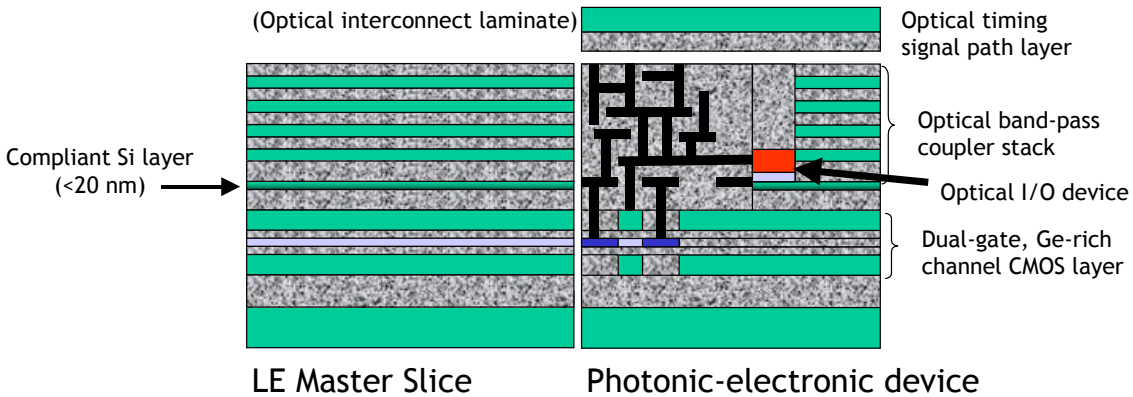 (Optical interconnect laminate)
Optical timing
signal path layer
Optical band-pass
coupler stack
Compliant Si layer
(<20 nm)
Optical I/O device
Dual-gate, Ge-rich
channel CMOS layer
LE Master Slice
Photonic-electronic device